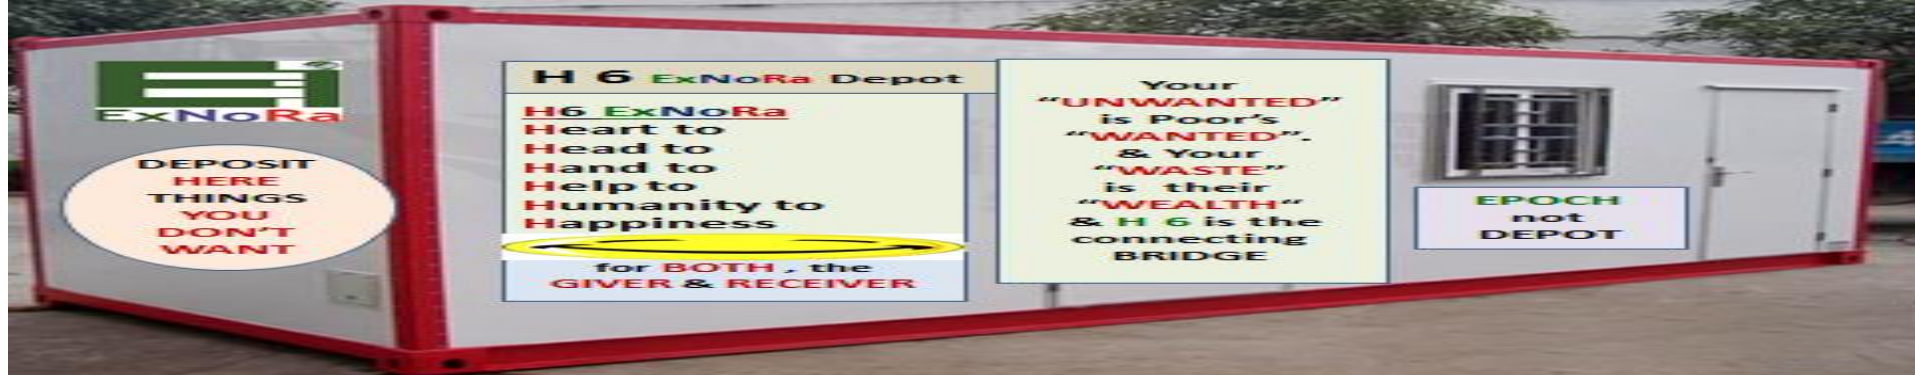 ExNoRa
DEPOSIT
HERE
THINGS
YOU
DON'T
WANT
H 6 ExNoRa Depot
H6 ExNoRa
Heart to
Head to
Hand to
Help to
Humanity to
Happiness
for BOTH , the
GIVER & RECEIVER
Your
“UNWANTED”
is Poor's
“WANTED”.
& Your
“WASTE”
is their
“WEALTH“
& H 6 is the
connecting
BRIDGE
EPOCH
not
DEPOT